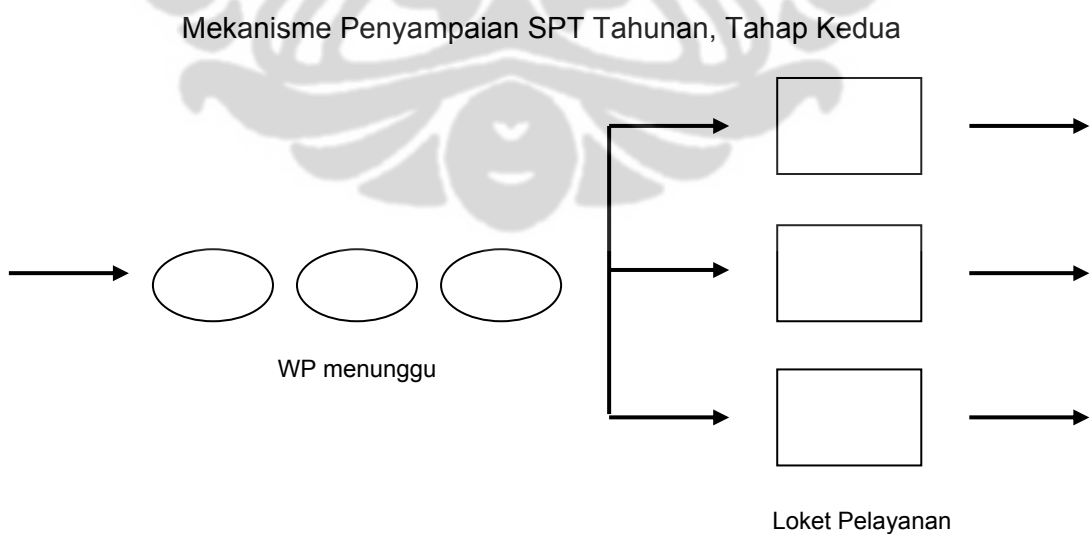 Mekanisme Penyampaian SPT Tahunan, Tahap Kedua
WP menunggu
Loket Pelayanan